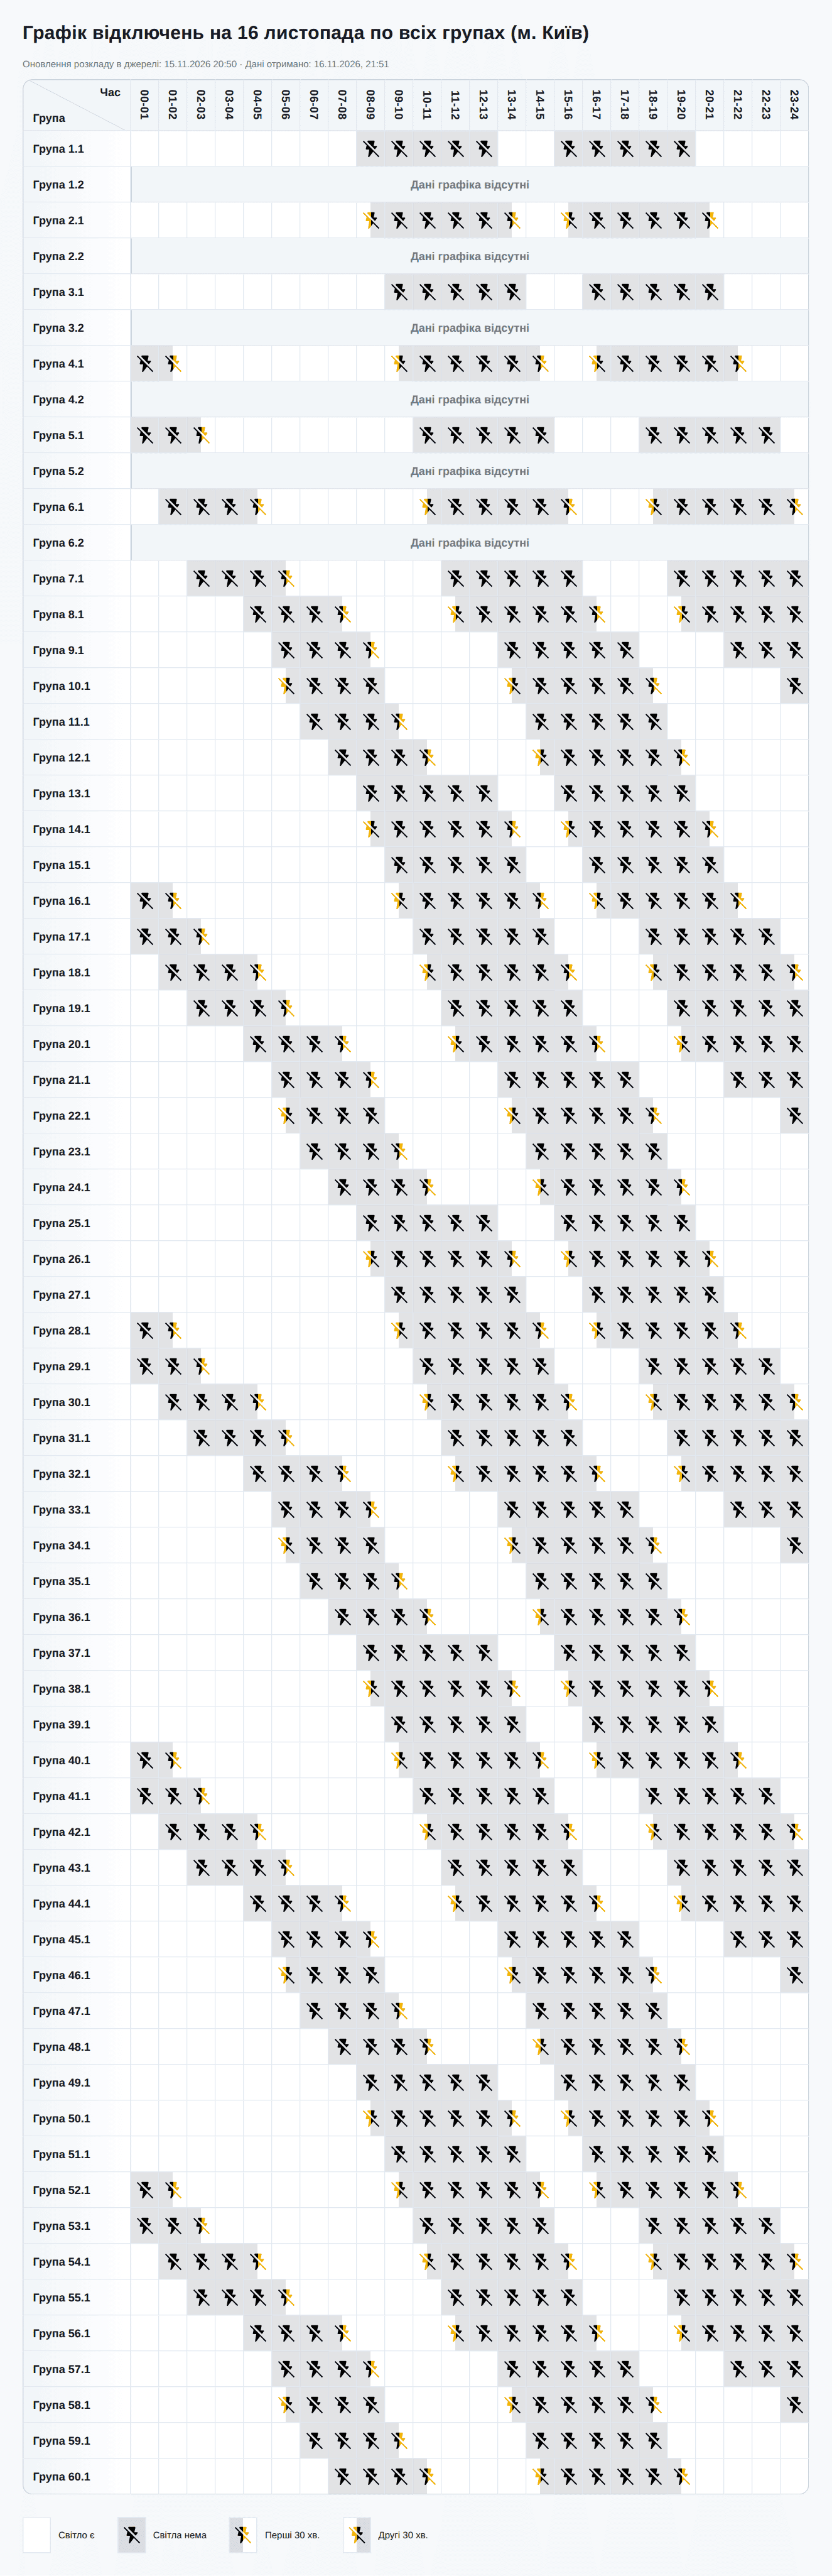 Графік відключень на 16 листопада по всіх групах (м. Київ)
Оновлення розкладу в джерелі: 15.11.2026 20:50 · Дані отримано: 16.11.2026, 21:51
Час
Група
00-01 01-02 02-03 03-04 04-05 05-06 06-07 07-08 08-09 09-10 10-11 11-12 12-13 13-14 14-15 15-16 16-17 17-18 18-19 19-20 20-21 21-22 22-23 23-24
Група 1.1
Група 1.2 Дані графіка відсутні
Група 2.1
Група 2.2 Дані графіка відсутні
Група 3.1
Група 3.2 Дані графіка відсутні
Група 4.1
Група 4.2 Дані графіка відсутні
Група 5.1
Група 5.2 Дані графіка відсутні
Група 6.1
Група 6.2 Дані графіка відсутні
Група 7.1
Група 8.1
Група 9.1
Група 10.1
Група 11.1
Група 12.1
Група 13.1
Група 14.1
Група 15.1
Група 16.1
Група 17.1
Група 18.1
Група 19.1
Група 20.1
Група 21.1
Група 22.1
Група 23.1
Група 24.1
Група 25.1
Група 26.1
Група 27.1
Група 28.1
Група 29.1
Група 30.1
Група 31.1
Група 32.1
Група 33.1
Група 34.1
Група 35.1
Група 36.1
Група 37.1
Група 38.1
Група 39.1
Група 40.1
Група 41.1
Група 42.1
Група 43.1
Група 44.1
Група 45.1
Група 46.1
Група 47.1
Група 48.1
Група 49.1
Група 50.1
Група 51.1
Група 52.1
Група 53.1
Група 54.1
Група 55.1
Група 56.1
Група 57.1
Група 58.1
Група 59.1
Група 60.1
Світло є Світла нема Перші 30 хв. Другі 30 хв.